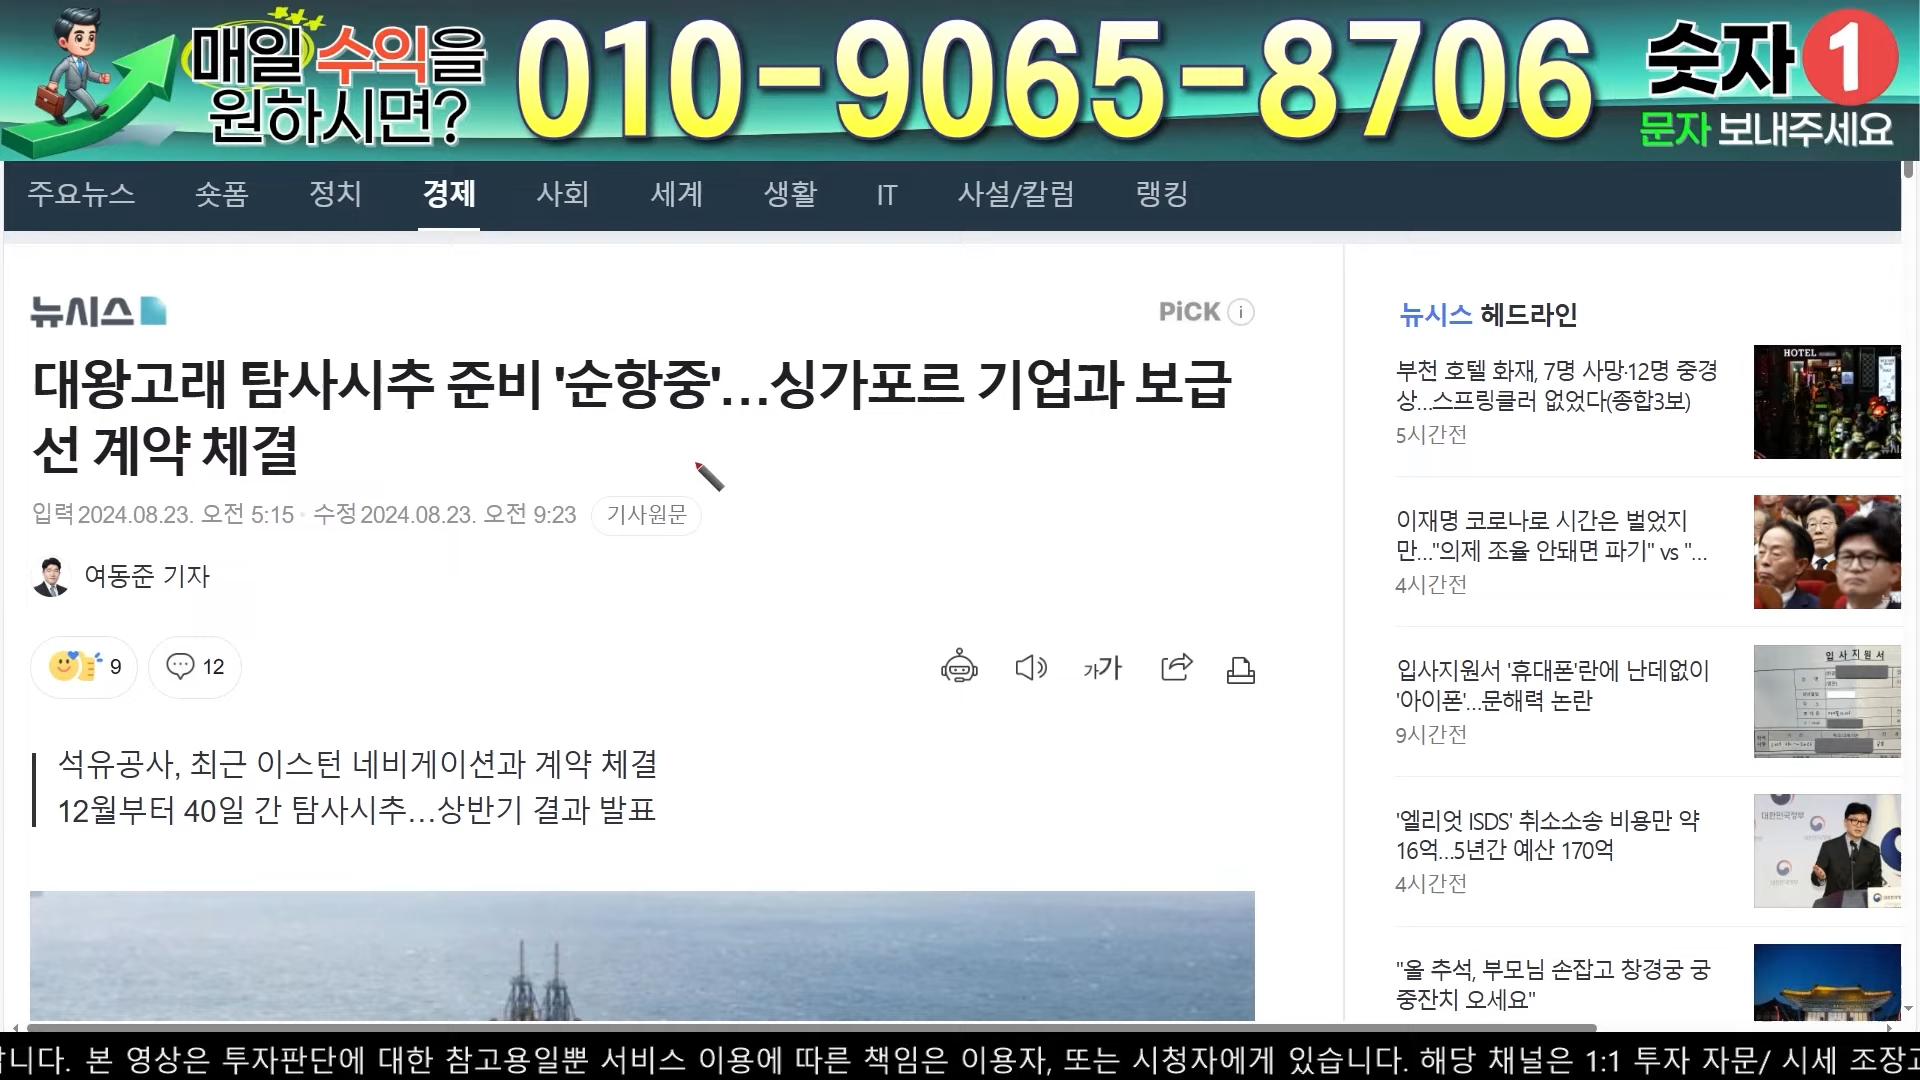 매일 수익을
원하시면?
010-9065-8706
숫자 1
문자 보내주세요
주요뉴스 숏폼 정치 경제 사회 세계 생활 IT 사설/칼럼 랭킹
뉴시스
PiCK i
대왕고래 탐사시추 준비 '순항중'…싱가포르 기업과 보급
선 계약 체결
입력 2024.08.23. 오전 5:15 · 수정 2024.08.23. 오전 9:23 기사원문
여동준 기자
9 12
가가
석유공사, 최근 이스턴 네비게이션과 계약 체결
12월부터 40일 간 탐사시추…상반기 결과 발표
뉴시스 헤드라인
부천 호텔 화재, 7명 사망·12명 중경
상…스프링클러 없었다(종합3보)
5시간전
HOTEL
이재명 코로나로 시간은 벌었지
만…"의제 조율 안돼면 파기" vs "…
4시간전
입사지원서 '휴대폰'란에 난데없이
'아이폰'…문해력 논란
9시간전
입 사 지 원 서
'엘리엇 ISDS' 취소소송 비용만 약
16억…5년간 예산 170억
4시간전
대한민국정부
"올 추석, 부모님 손잡고 창경궁 궁
중잔치 오세요"
니다. 본 영상은 투자판단에 대한 참고용일뿐 서비스 이용에 따른 책임은 이용자, 또는 시청자에게 있습니다. 해당 채널은 1:1 투자 자문/ 시세 조장